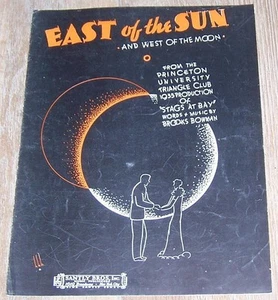 EAST of the SUN
· AND WEST OF THE MOON ·
FROM THE
PRINCETON
UNIVERSITY
TRIANGLE CLUB
1935 PRODUCTION
OF
"STAGS AT BAY"
WORDS & MUSIC BY
BROOKS BOWMAN
SANTLY BROS. Inc.